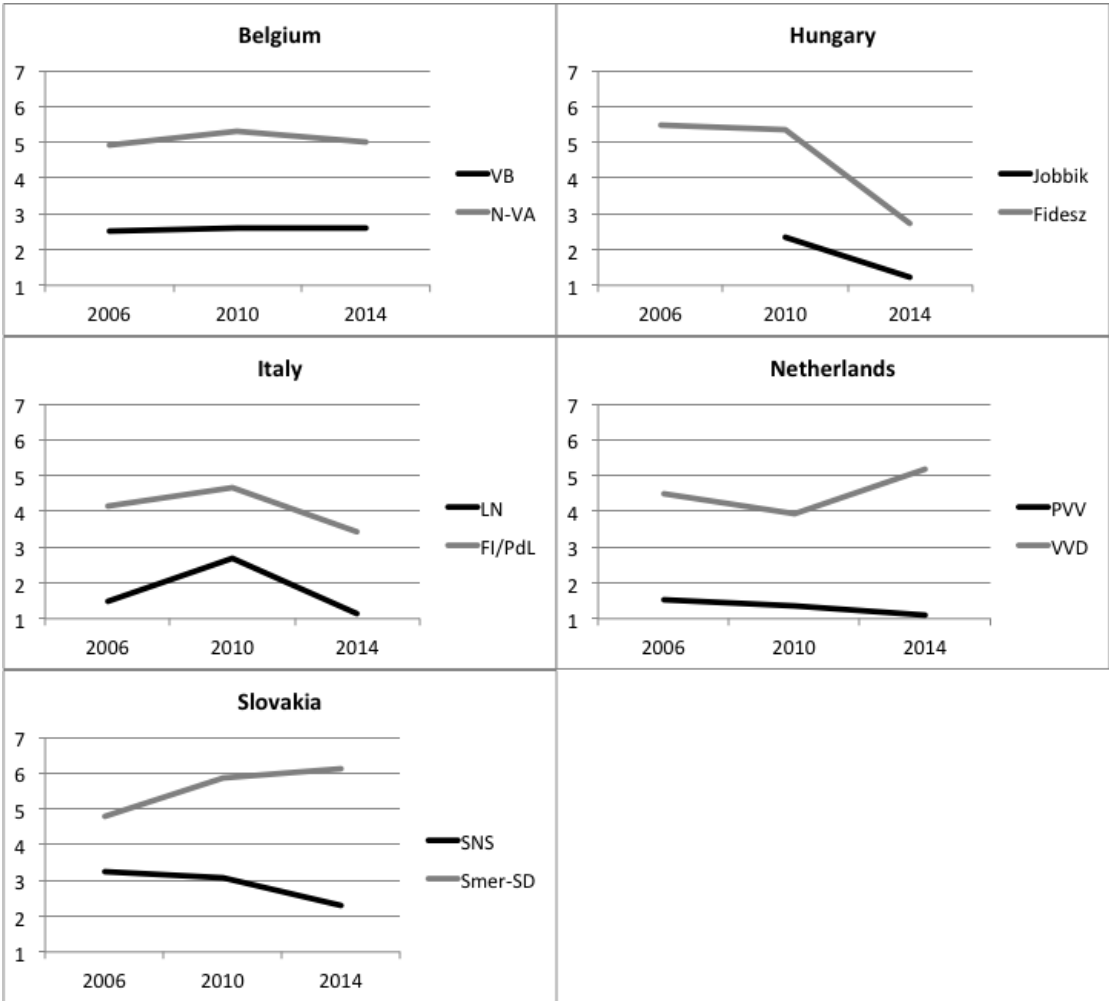 Belgium
7
6
5
4
3
2
1
2006 2010 2014
VB
N-VA
Hungary
7
6
5
4
3
2
1
2006 2010 2014
Jobbik
Fidesz
Italy
7
6
5
4
3
2
1
2006 2010 2014
LN
FI/PdL
Netherlands
7
6
5
4
3
2
1
2006 2010 2014
PVV
VVD
Slovakia
7
6
5
4
3
2
1
2006 2010 2014
SNS
Smer-SD